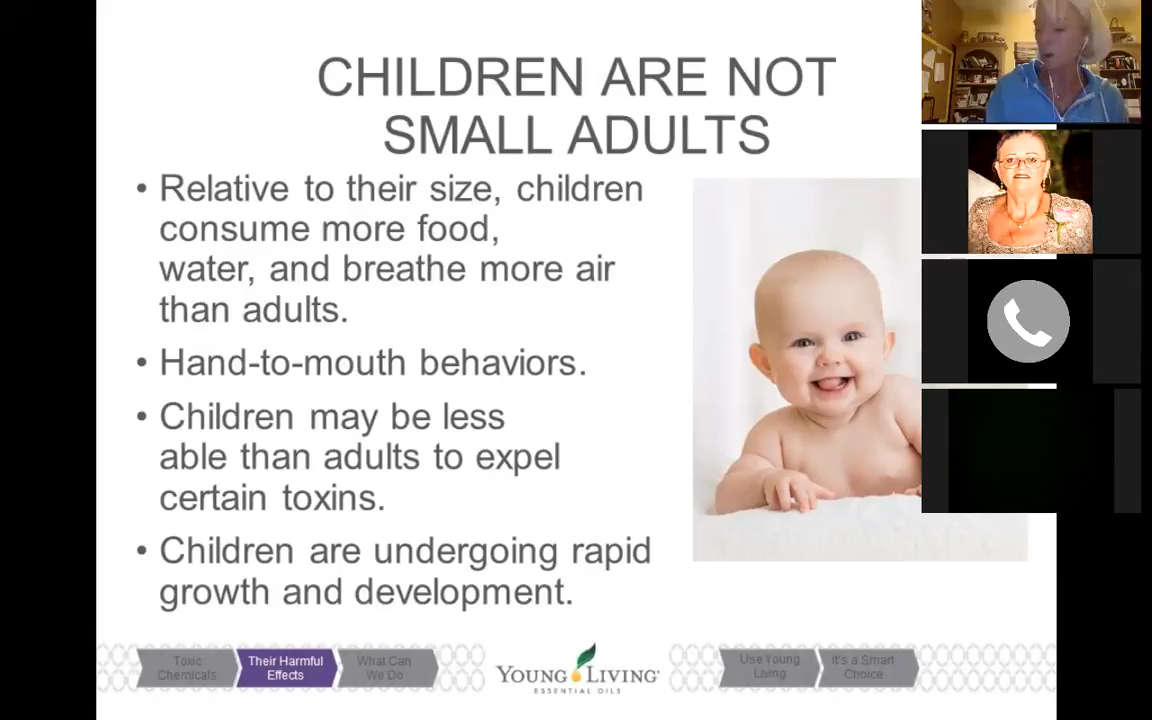 CHILDREN ARE NOT
SMALL ADULTS
• Relative to their size, children
consume more food,
water, and breathe more air
than adults.
• Hand-to-mouth behaviors.
• Children may be less
able than adults to expel
certain toxins.
• Children are undergoing rapid
growth and development.
Toxic
Chemicals
Their Harmful
Effects
What Can
We Do
YOUNG LIVING
ESSENTIAL OILS
Use Young
Living
It's a Smart
Choice